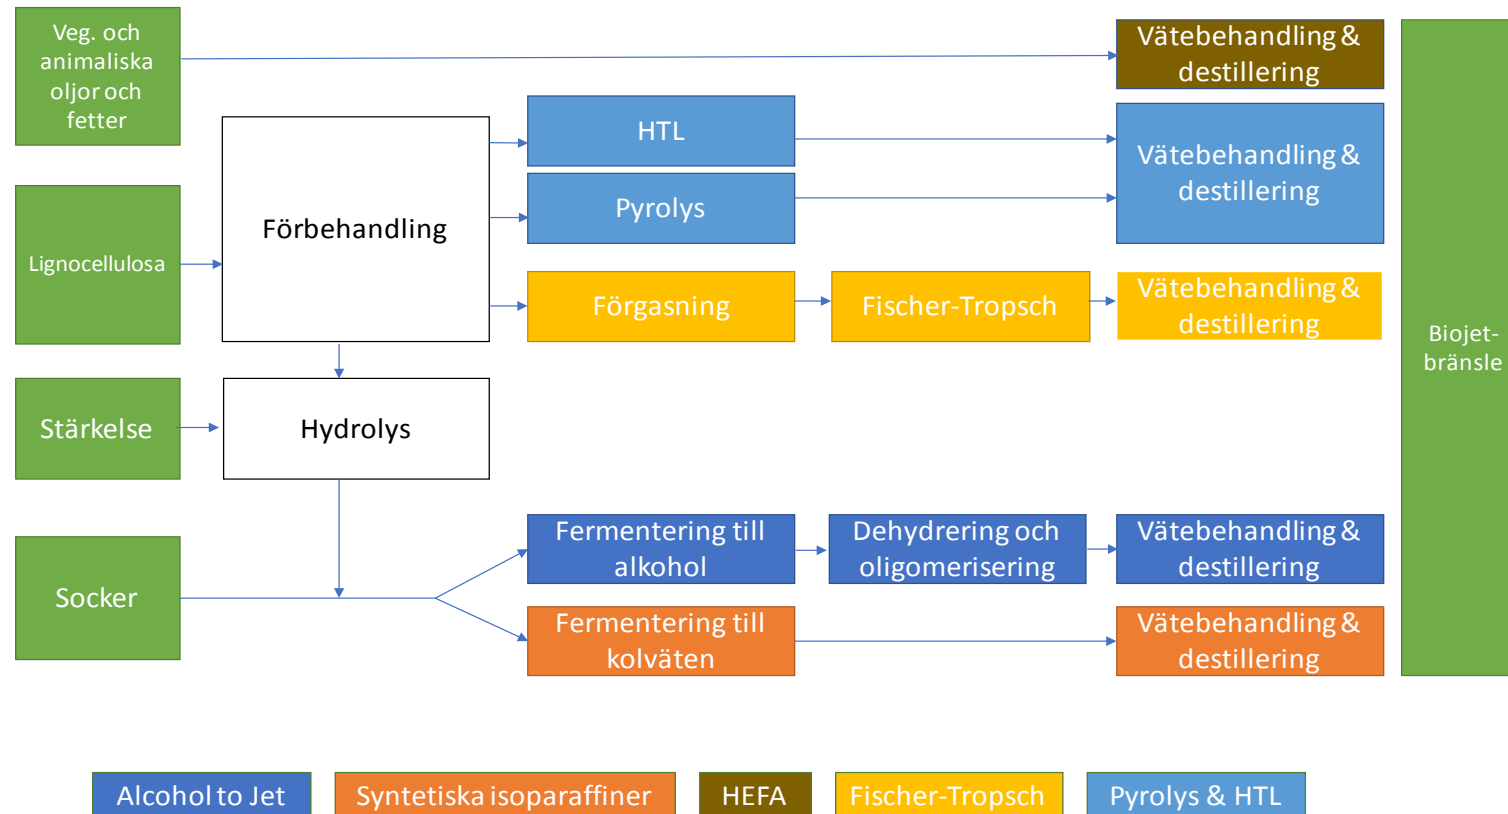 Veg. och
animaliska
oljor och
fetter
Vätebehandling &
destillering
HTL
Vätebehandling &
destillering
Pyrolys
Förbehandling
Lignocellulosa
Förgasning
Fischer-Tropsch
Vätebehandling &
destillering
Biojet-
bränsle
Stärkelse
Hydrolys
Socker
Fermentering till
alkohol
Dehydrering och
oligomerisering
Vätebehandling &
destillering
Fermentering till
kolväten
Vätebehandling &
destillering
Alcohol to Jet
Syntetiska isoparaffiner
HEFA
Fischer-Tropsch
Pyrolys & HTL